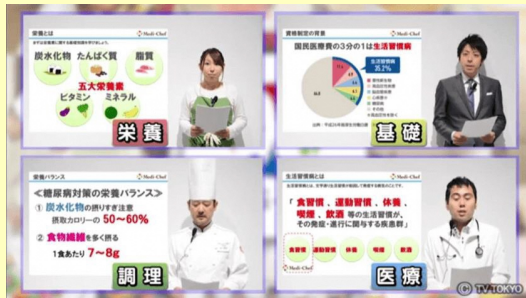 栄養とは
Medi-Chef
炭水化物 たんぱく質 脂質
五大栄養素
ビタミン ミネラル
栄養
資格制定の背景
Medi-Chef
国民医療費の3分の1は生活習慣病
生活習慣病
35.2%
基礎
栄養バランス
Medi-Chef
≪糖尿病対策の栄養バランス≫
① 炭水化物の摂りすぎ注意
摂取カロリーの 50〜60%
② 食物繊維を多く摂る
1食あたり 7〜8g
調理
生活習慣病とは
Medi-Chef
「食習慣、運動習慣、休養、
喫煙、飲酒 等の生活習慣が、
その発症・進行に関与する疾患群」
食習慣 運動習慣 休養 喫煙 飲酒
Medi-Chef
医療
©TV TOKYO